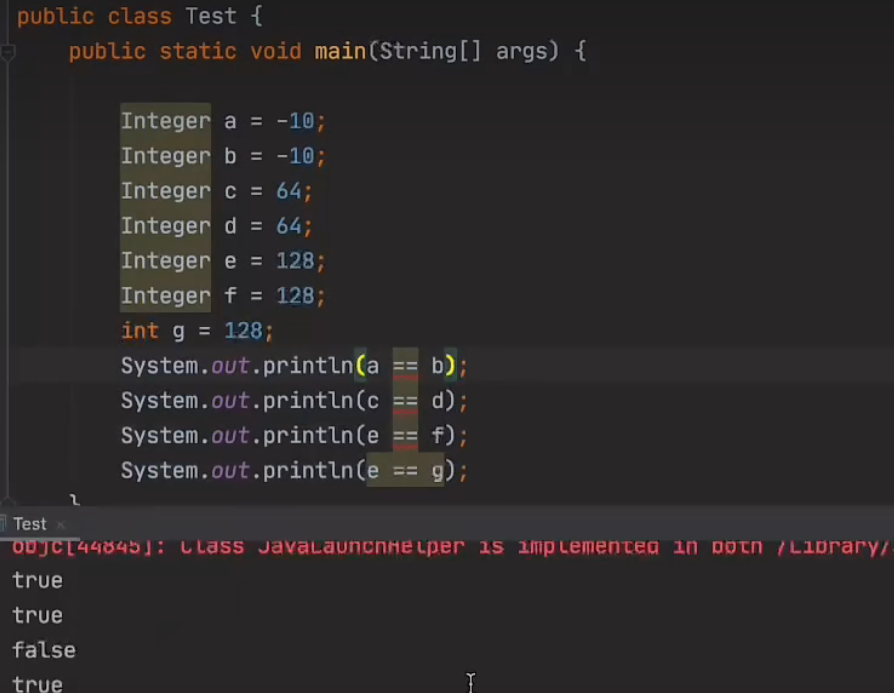 public class Test {
public static void main(String[] args) {
Integer a = -10;
Integer b = -10;
Integer c = 64;
Integer d = 64;
Integer e = 128;
Integer f = 128;
int g = 128;
System.out.println(a == b);
System.out.println(c == d);
System.out.println(e == f);
System.out.println(e == g);
}
Test ×
objc[44845]: Class JavaLaunchHelper is implemented in both /Library/
true
true
false
true